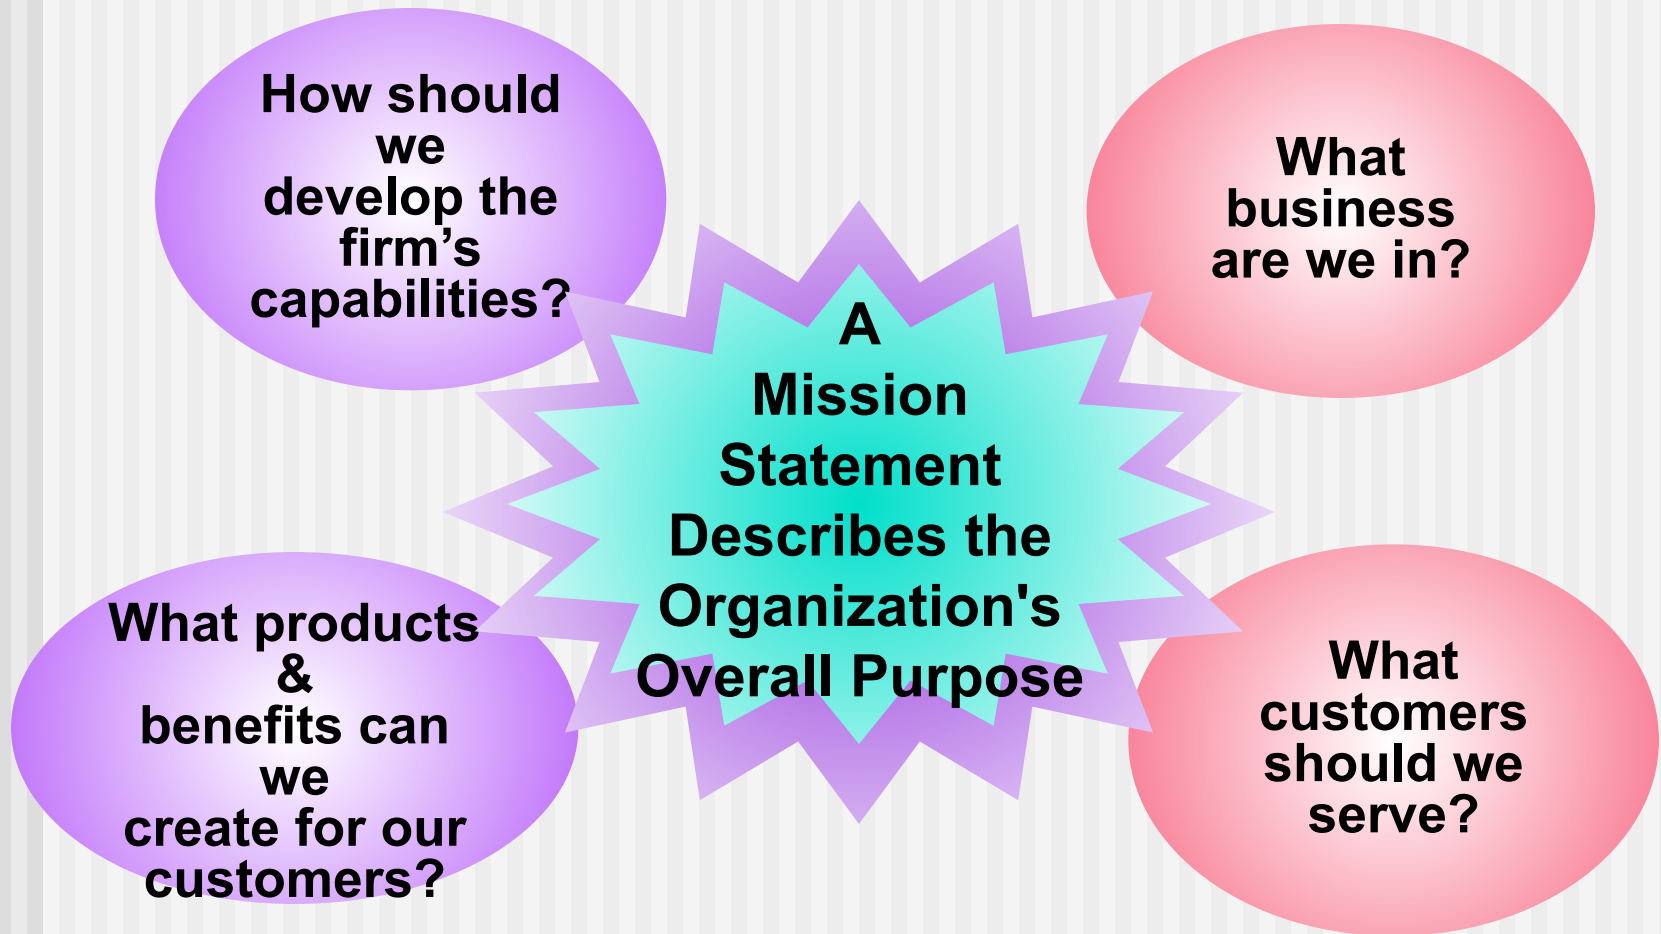 How should
we
develop the
firm’s
capabilities?
What
business
are we in?
A
Mission
Statement
Describes the
Organization's
Overall Purpose
What products
&
benefits can
we
create for our
customers?
What
customers
should we
serve?